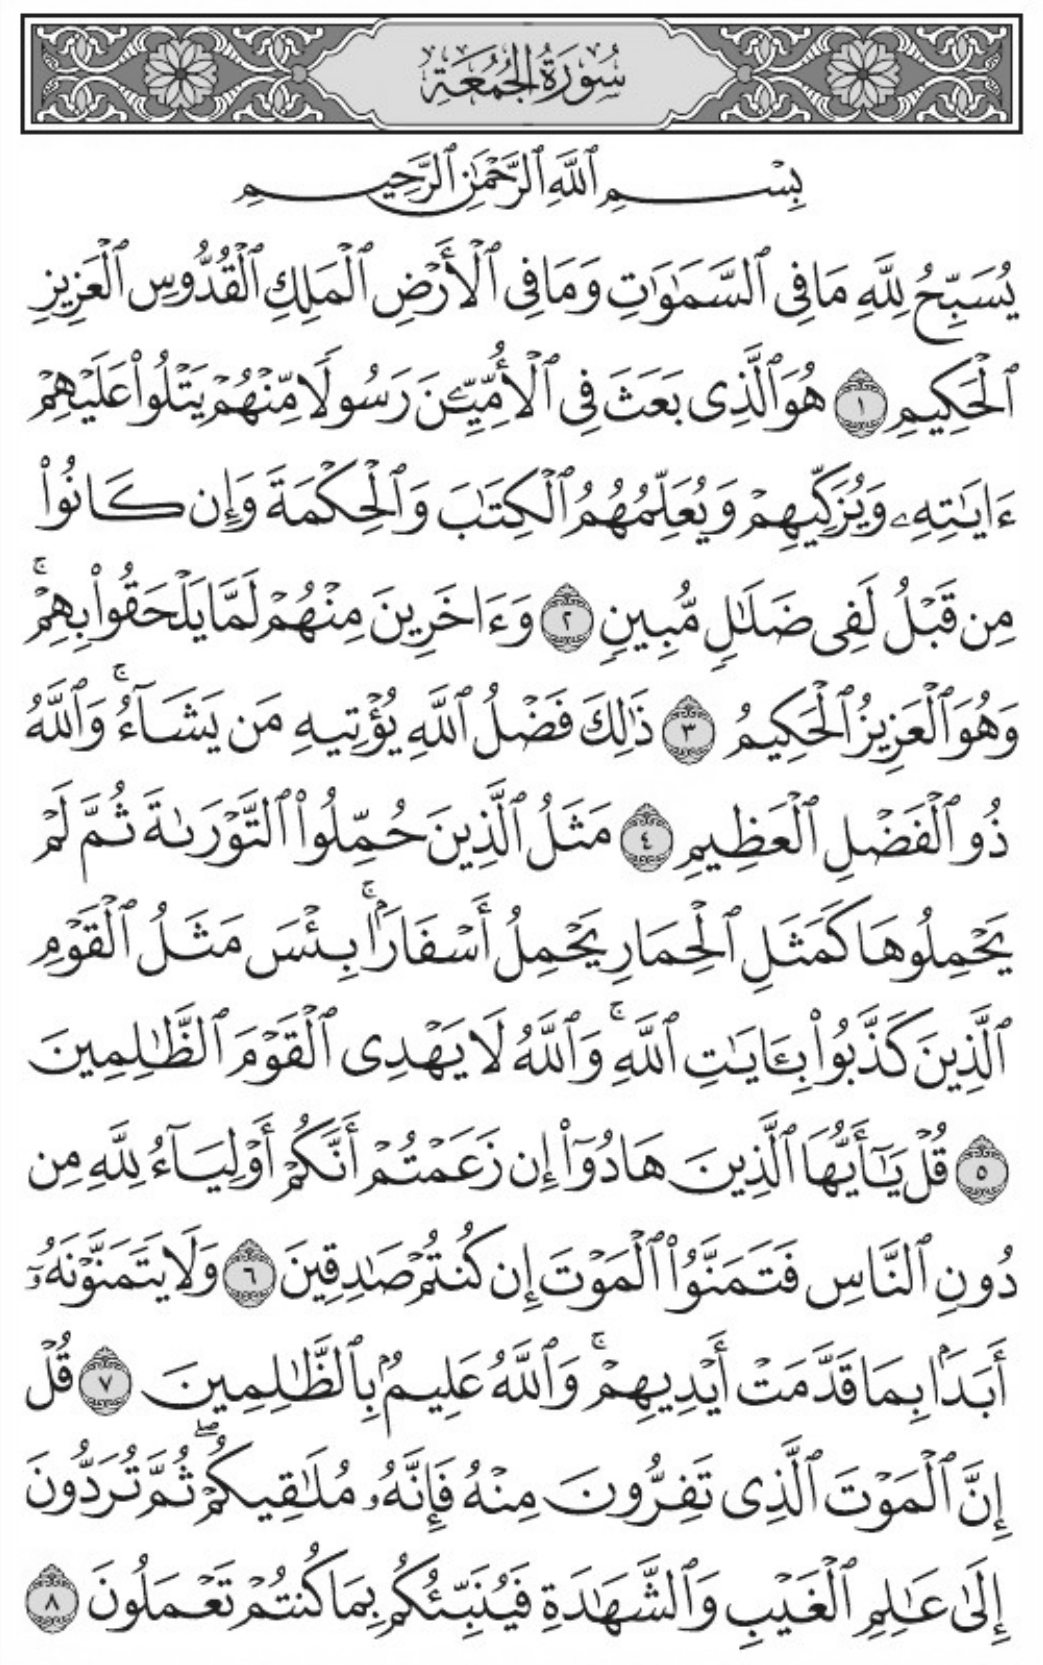 سُورَةُ الجُمُعَةِ
بِسْمِ ٱللَّهِ ٱلرَّحْمَٰنِ ٱلرَّحِيمِ
يُسَبِّحُ لِلَّهِ مَا فِي ٱلسَّمَٰوَٰتِ وَمَا فِي ٱلْأَرْضِ ٱلْمَلِكِ ٱلْقُدُّوسِ ٱلْعَزِيزِ
ٱلْحَكِيمِ ١ هُوَ ٱلَّذِي بَعَثَ فِي ٱلْأُمِّيِّـۧنَ رَسُولًا مِّنْهُمْ يَتْلُوا۟ عَلَيْهِمْ
ءَايَٰتِهِۦ وَيُزَكِّيهِمْ وَيُعَلِّمُهُمُ ٱلْكِتَٰبَ وَٱلْحِكْمَةَ وَإِن كَانُوا۟
مِن قَبْلُ لَفِي ضَلَٰلٍ مُّبِينٍ ٢ وَءَاخَرِينَ مِنْهُمْ لَمَّا يَلْحَقُوا۟ بِهِمْ ۚ
وَهُوَ ٱلْعَزِيزُ ٱلْحَكِيمُ ٣ ذَٰلِكَ فَضْلُ ٱللَّهِ يُؤْتِيهِ مَن يَشَآءُ ۚ وَٱللَّهُ
ذُو ٱلْفَضْلِ ٱلْعَظِيمِ ٤ مَثَلُ ٱلَّذِينَ حُمِّلُوا۟ ٱلتَّوْرَىٰةَ ثُمَّ لَمْ
يَحْمِلُوهَا كَمَثَلِ ٱلْحِمَارِ يَحْمِلُ أَسْفَارًۢا ۚ بِئْسَ مَثَلُ ٱلْقَوْمِ
ٱلَّذِينَ كَذَّبُوا۟ بِـَٔايَٰتِ ٱللَّهِ ۚ وَٱللَّهُ لَا يَهْدِي ٱلْقَوْمَ ٱلظَّٰلِمِينَ
٥ قُلْ يَٰٓأَيُّهَا ٱلَّذِينَ هَادُوٓا۟ إِن زَعَمْتُمْ أَنَّكُمْ أَوْلِيَآءُ لِلَّهِ مِن
دُونِ ٱلنَّاسِ فَتَمَنَّوُا۟ ٱلْمَوْتَ إِن كُنتُمْ صَٰدِقِينَ ٦ وَلَا يَتَمَنَّوْنَهُۥٓ
أَبَدًۢا بِمَا قَدَّمَتْ أَيْدِيهِمْ ۚ وَٱللَّهُ عَلِيمٌۢ بِٱلظَّٰلِمِينَ ٧ قُلْ
إِنَّ ٱلْمَوْتَ ٱلَّذِي تَفِرُّونَ مِنْهُ فَإِنَّهُۥ مُلَٰقِيكُمْ ۖ ثُمَّ تُرَدُّونَ
إِلَىٰ عَٰلِمِ ٱلْغَيْبِ وَٱلشَّهَٰدَةِ فَيُنَبِّئُكُم بِمَا كُنتُمْ تَعْمَلُونَ ٨